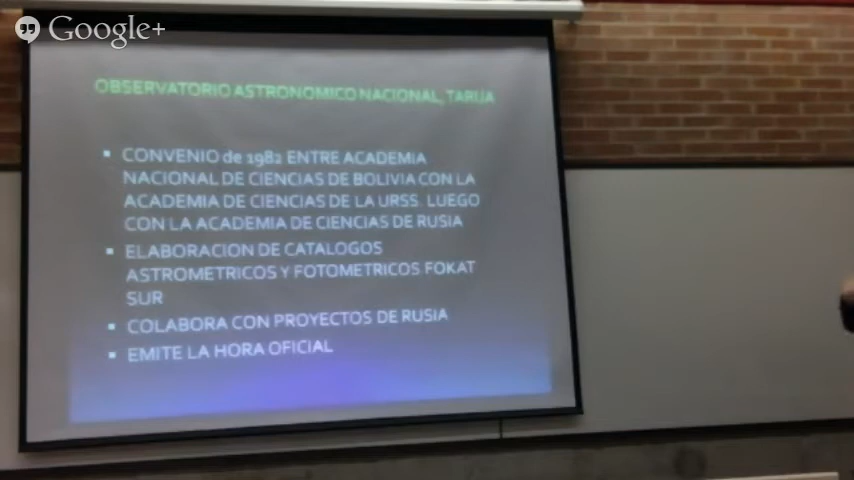 Google+
OBSERVATORIO ASTRONOMICO NACIONAL, TARIJA
CONVENIO de 1982 ENTRE ACADEMIA
NACIONAL DE CIENCIAS DE BOLIVIA CON LA
ACADEMIA DE CIENCIAS DE LA URSS. LUEGO
CON LA ACADEMIA DE CIENCIAS DE RUSIA
ELABORACION DE CATALOGOS
ASTROMETRICOS Y FOTOMETRICOS FOKAT
SUR
COLABORA CON PROYECTOS DE RUSIA
EMITE LA HORA OFICIAL